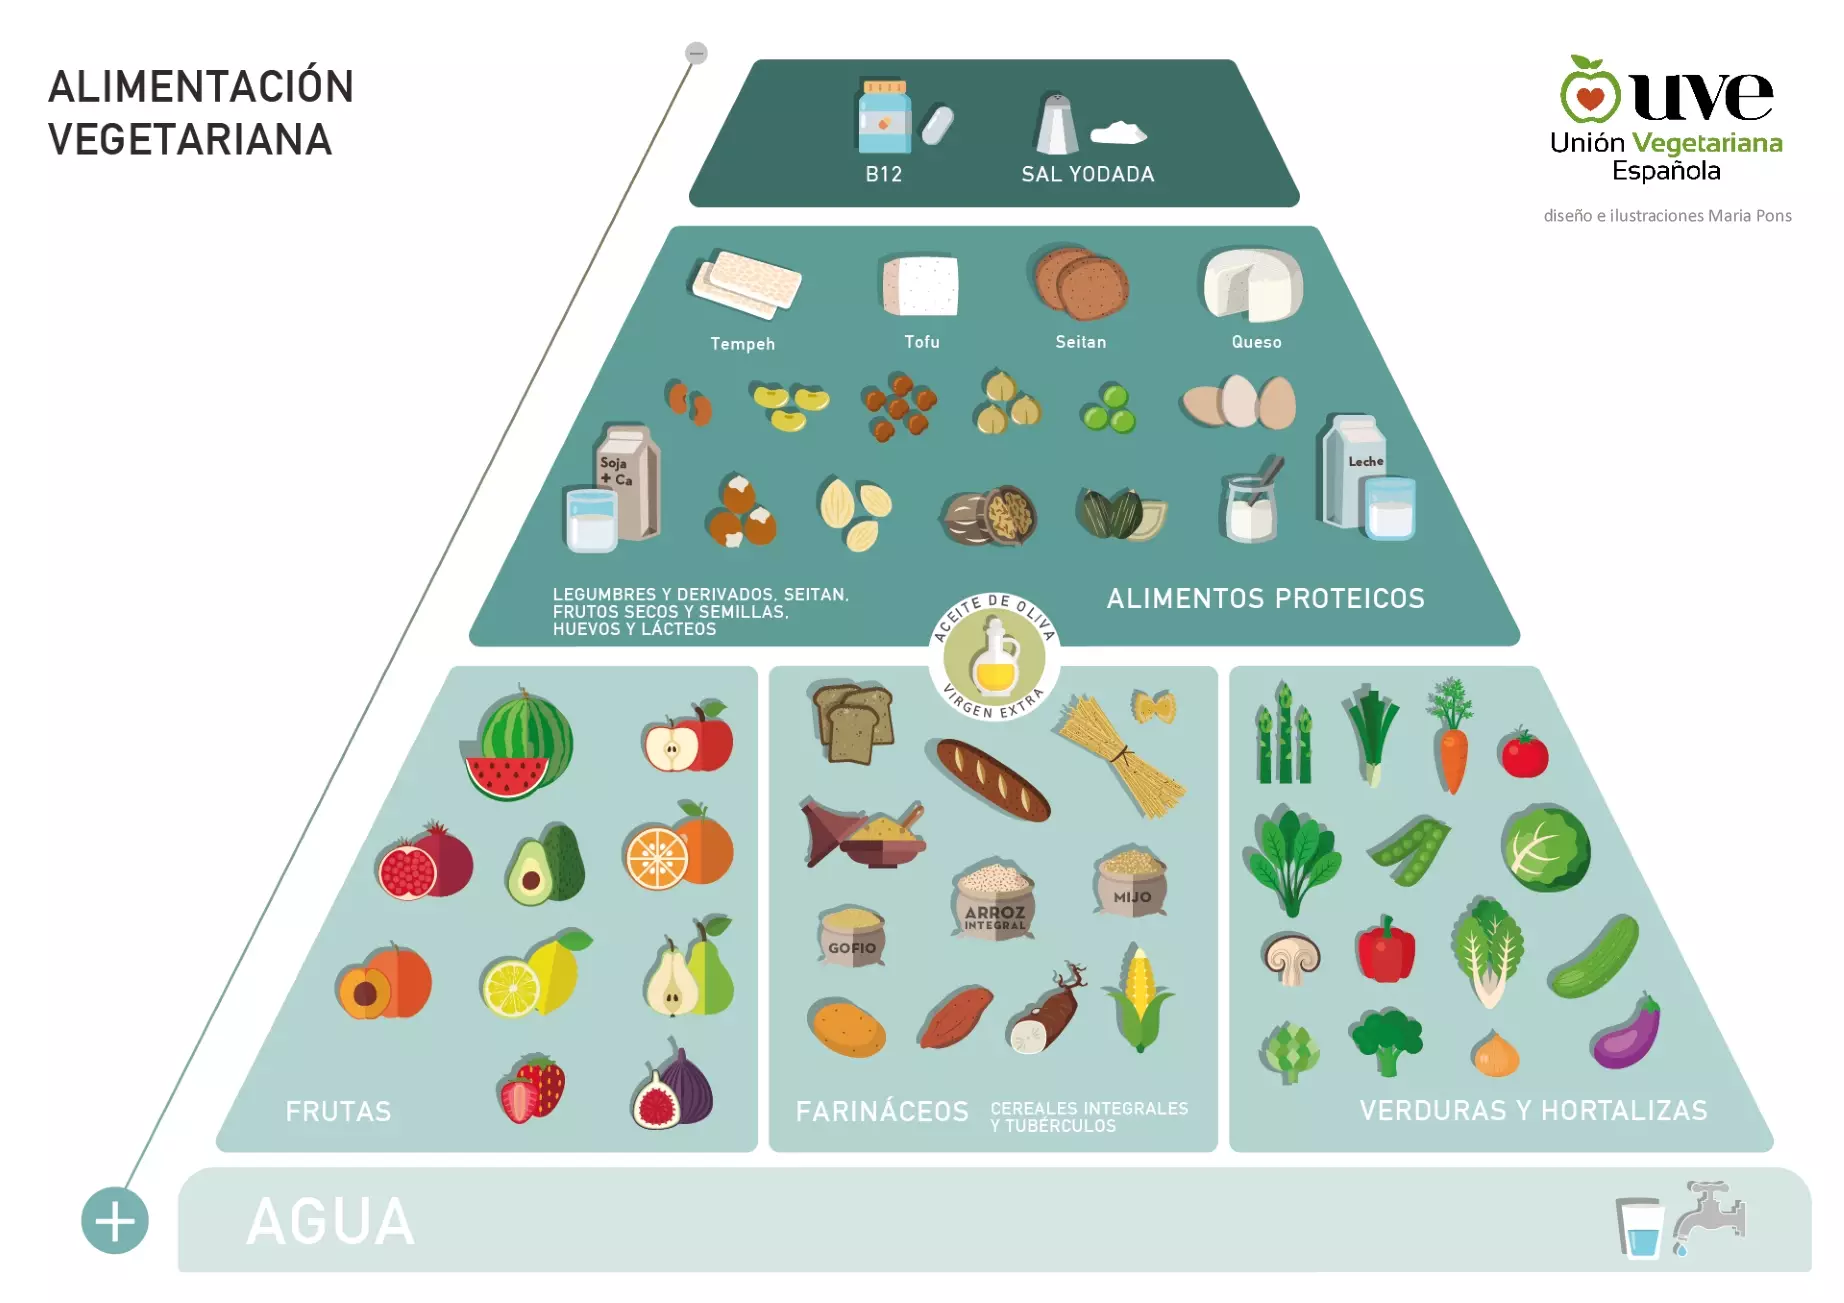 ALIMENTACIÓN
VEGETARIANA
uve
Unión Vegetariana
Española
diseño e ilustraciones Maria Pons
B12
SAL YODADA
Tempeh
Tofu
Seitan
Queso
Soja
+ Ca
Leche
LEGUMBRES Y DERIVADOS, SEITAN,
FRUTOS SECOS Y SEMILLAS,
HUEVOS Y LÁCTEOS
ALIMENTOS PROTEICOS
ACEITE DE OLIVA
VIRGEN EXTRA
ARROZ
INTEGRAL
MIJO
GOFIO
FRUTAS
FARINÁCEOS
CEREALES INTEGRALES
Y TUBÉRCULOS
VERDURAS Y HORTALIZAS
AGUA